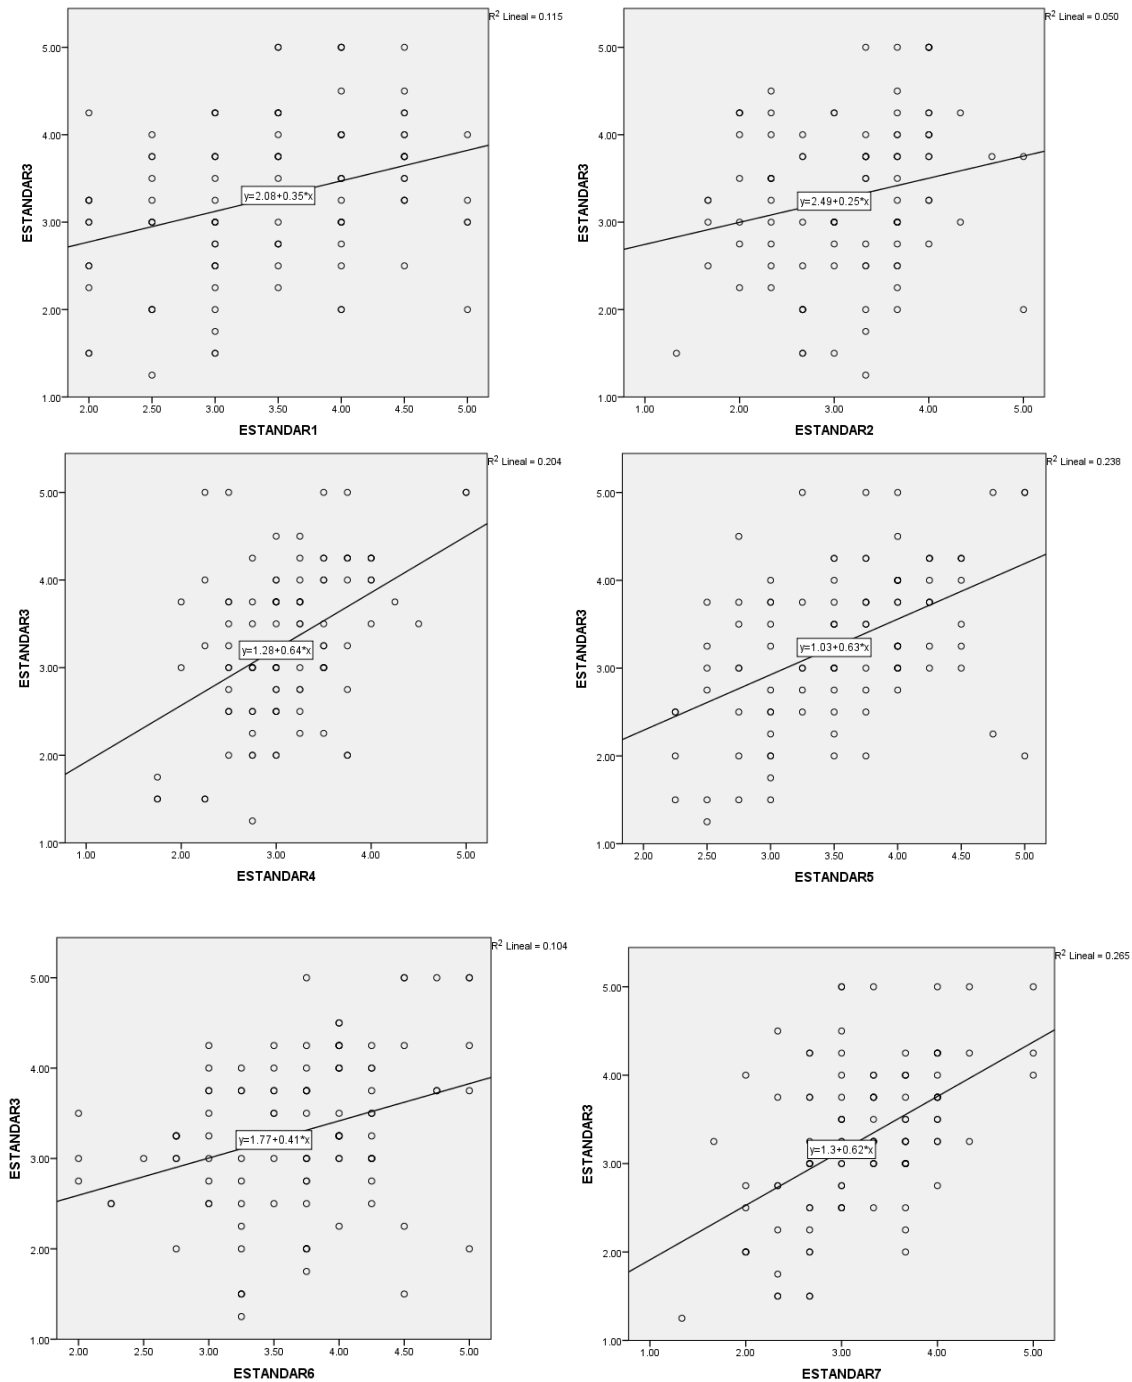 R² Lineal = 0.115
5.00
4.00
3.00
2.00
1.00
ESTANDAR3
y=2.08+0.35*x
2.00 2.50 3.00 3.50 4.00 4.50 5.00
ESTANDAR1
R² Lineal = 0.050
5.00
4.00
3.00
2.00
1.00
ESTANDAR3
y=2.49+0.25*x
1.00 2.00 3.00 4.00 5.00
ESTANDAR2
R² Lineal = 0.204
5.00
4.00
3.00
2.00
1.00
ESTANDAR3
y=1.28+0.64*x
1.00 2.00 3.00 4.00 5.00
ESTANDAR4
R² Lineal = 0.238
5.00
4.00
3.00
2.00
1.00
ESTANDAR3
y=1.03+0.63*x
2.00 2.50 3.00 3.50 4.00 4.50 5.00
ESTANDAR5
R² Lineal = 0.104
5.00
4.00
3.00
2.00
1.00
ESTANDAR3
y=1.77+0.41*x
2.00 2.50 3.00 3.50 4.00 4.50 5.00
ESTANDAR6
R² Lineal = 0.265
5.00
4.00
3.00
2.00
1.00
ESTANDAR3
y=1.3+0.62*x
1.00 2.00 3.00 4.00 5.00
ESTANDAR7